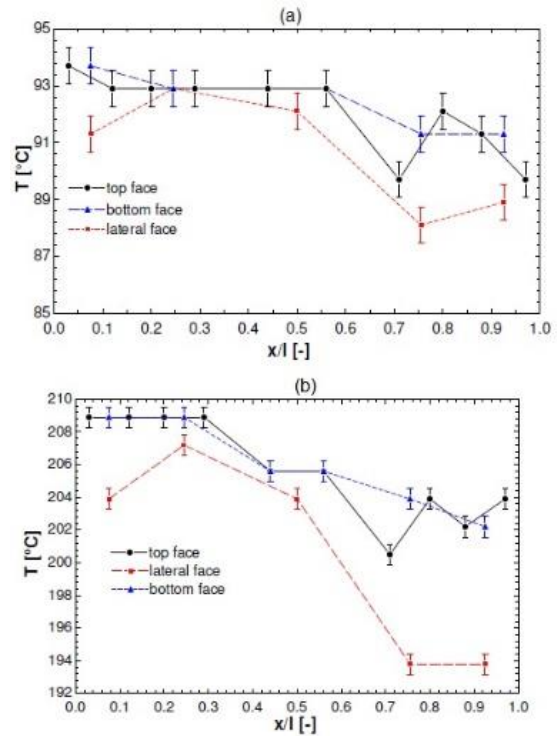 (a)
95
93
91
89
87
85
T [°C]
top face
bottom face
lateral face
0.0 0.1 0.2 0.3 0.4 0.5 0.6 0.7 0.8 0.9 1.0
x/l [-]
(b)
210
208
206
204
202
200
198
196
194
192
T [°C]
top face
lateral face
bottom face
0.0 0.1 0.2 0.3 0.4 0.5 0.6 0.7 0.8 0.9 1.0
x/l [-]